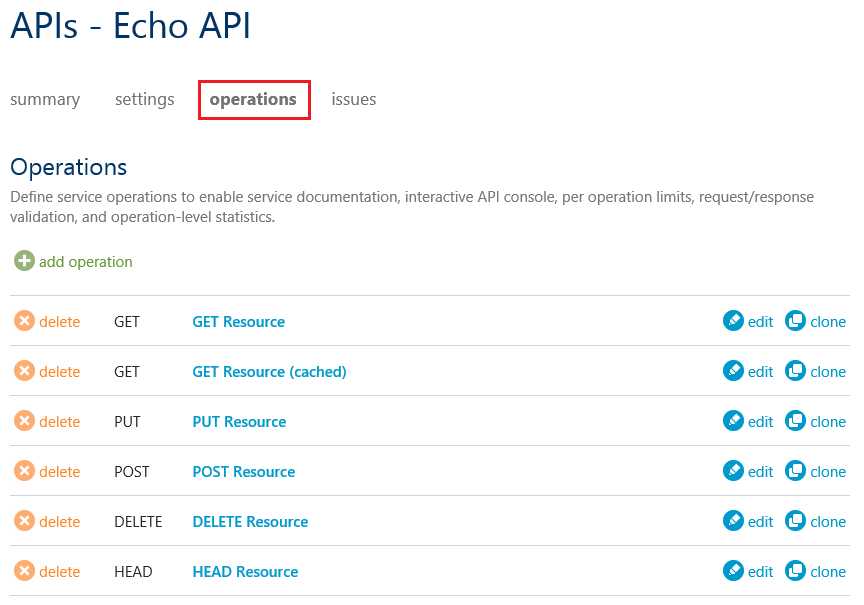 APIs - Echo API
summary settings operations issues
Operations
Define service operations to enable service documentation, interactive API console, per operation limits, request/response
validation, and operation-level statistics.
add operation
delete GET GET Resource edit clone
delete GET GET Resource (cached) edit clone
delete PUT PUT Resource edit clone
delete POST POST Resource edit clone
delete DELETE DELETE Resource edit clone
delete HEAD HEAD Resource edit clone